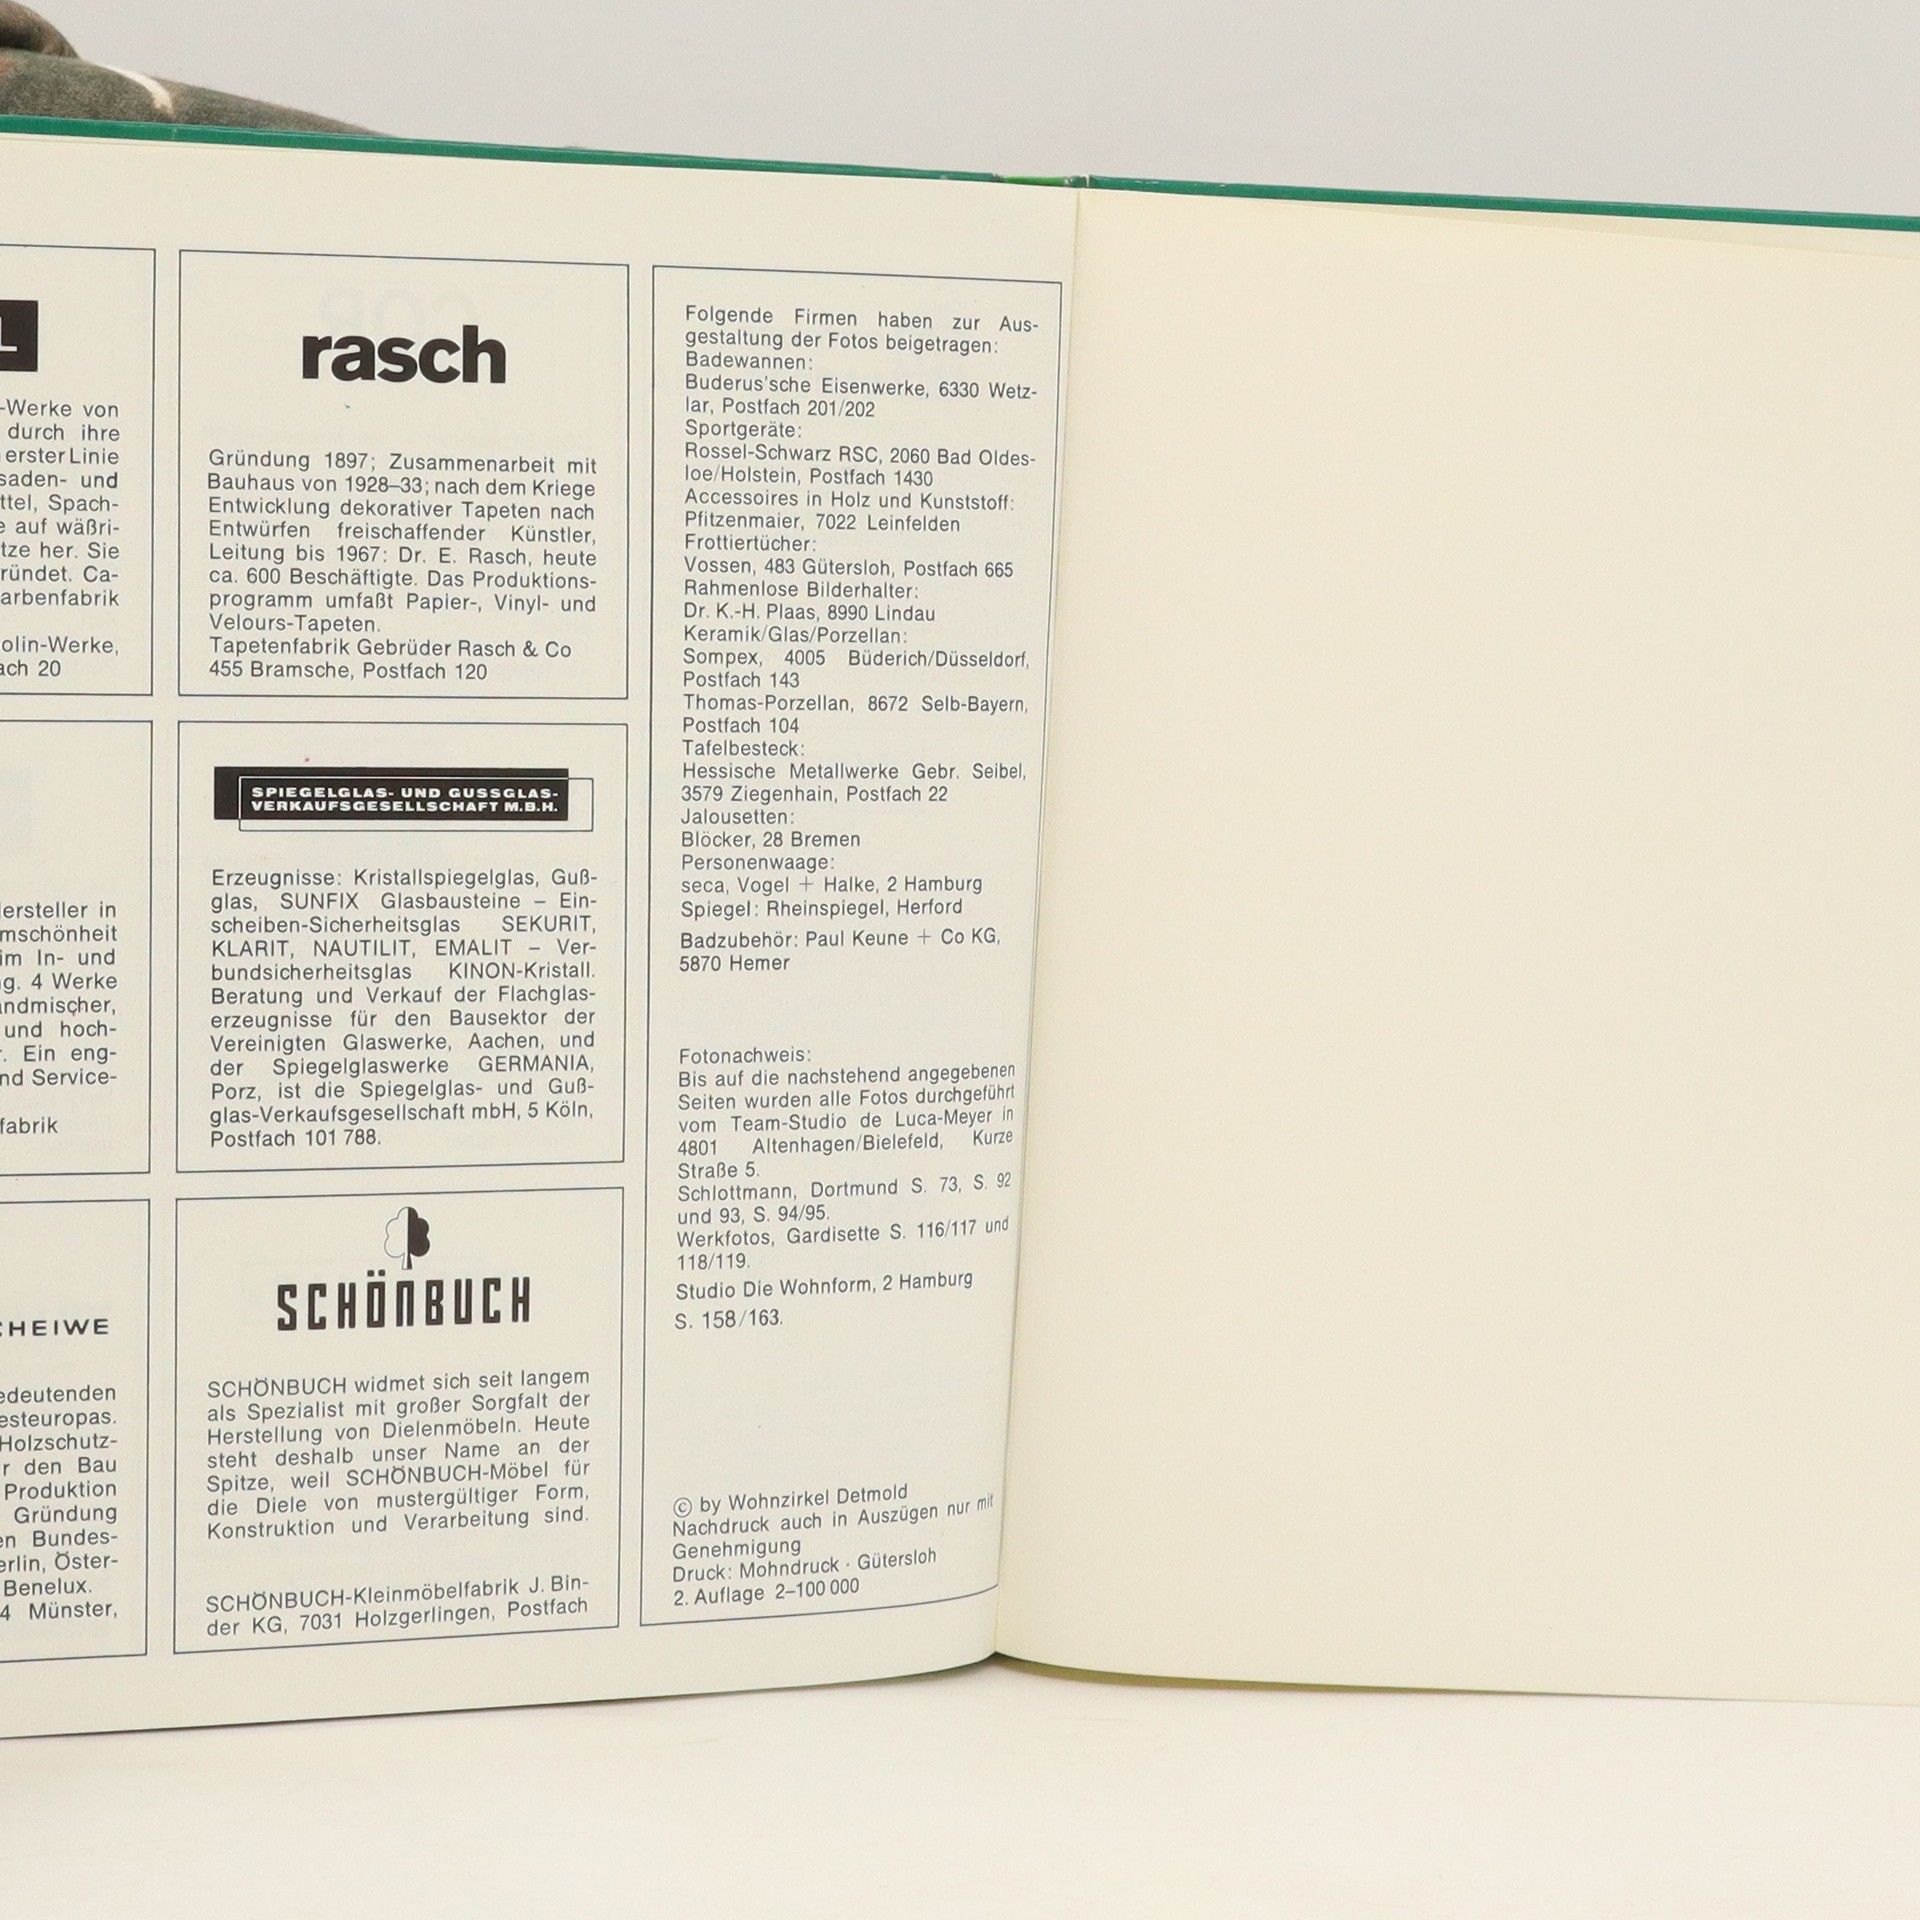 L
-Werke von
durch ihre
erster Linie
saden- und
ttel, Spach-
e auf wäßri-
tze her. Sie
ründet. Ca-
arbenfabrik
olin-Werke,
ach 20
ersteller in
mschönheit
im In- und
g. 4 Werke
andmischer,
und hoch-
. Ein eng-
nd Service-
fabrik
CHEIWE
edeutenden
esteuropas.
Holzschutz-
r den Bau
Produktion
Gründung
en Bundes-
erlin, Öster-
Benelux.
4 Münster,
rasch
Gründung 1897; Zusammenarbeit mit
Bauhaus von 1928–33; nach dem Kriege
Entwicklung dekorativer Tapeten nach
Entwürfen freischaffender Künstler,
Leitung bis 1967: Dr. E. Rasch, heute
ca. 600 Beschäftigte. Das Produktions-
programm umfaßt Papier-, Vinyl- und
Velours-Tapeten.
Tapetenfabrik Gebrüder Rasch & Co
455 Bramsche, Postfach 120
SPIEGELGLAS- UND GUSSGLAS-
VERKAUFSGESELLSCHAFT M.B.H.
Erzeugnisse: Kristallspiegelglas, Guß-
glas, SUNFIX Glasbausteine – Ein-
scheiben-Sicherheitsglas SEKURIT,
KLARIT, NAUTILIT, EMALIT – Ver-
bundsicherheitsglas KINON-Kristall.
Beratung und Verkauf der Flachglas-
erzeugnisse für den Bausektor der
Vereinigten Glaswerke, Aachen, und
der Spiegelglaswerke GERMANIA,
Porz, ist die Spiegelglas- und Guß-
glas-Verkaufsgesellschaft mbH, 5 Köln,
Postfach 101 788.
SCHÖNBUCH
SCHÖNBUCH widmet sich seit langem
als Spezialist mit großer Sorgfalt der
Herstellung von Dielenmöbeln. Heute
steht deshalb unser Name an der
Spitze, weil SCHÖNBUCH-Möbel für
die Diele von mustergültiger Form,
Konstruktion und Verarbeitung sind.
SCHÖNBUCH-Kleinmöbelfabrik J. Bin-
der KG, 7031 Holzgerlingen, Postfach
Folgende Firmen haben zur Aus-
gestaltung der Fotos beigetragen:
Badewannen:
Buderus'sche Eisenwerke, 6330 Wetz-
lar, Postfach 201/202
Sportgeräte:
Rossel-Schwarz RSC, 2060 Bad Oldes-
loe/Holstein, Postfach 1430
Accessoires in Holz und Kunststoff:
Pfitzenmaier, 7022 Leinfelden
Frottiertücher:
Vossen, 483 Gütersloh, Postfach 665
Rahmenlose Bilderhalter:
Dr. K.-H. Plaas, 8990 Lindau
Keramik/Glas/Porzellan:
Sompex, 4005 Büderich/Düsseldorf,
Postfach 143
Thomas-Porzellan, 8672 Selb-Bayern,
Postfach 104
Tafelbesteck:
Hessische Metallwerke Gebr. Seibel,
3579 Ziegenhain, Postfach 22
Jalousetten:
Blöcker, 28 Bremen
Personenwaage:
seca, Vogel + Halke, 2 Hamburg
Spiegel: Rheinspiegel, Herford
Badzubehör: Paul Keune + Co KG,
5870 Hemer
Fotonachweis:
Bis auf die nachstehend angegebenen
Seiten wurden alle Fotos durchgeführt
vom Team-Studio de Luca-Meyer in
4801 Altenhagen/Bielefeld, Kurze
Straße 5.
Schlottmann, Dortmund S. 73, S. 92
und 93, S. 94/95.
Werkfotos, Gardisette S. 116/117 und
118/119.
Studio Die Wohnform, 2 Hamburg
S. 158/163.
© by Wohnzirkel Detmold
Nachdruck auch in Auszügen nur mit
Genehmigung
Druck: Mohndruck · Gütersloh
2. Auflage 2–100 000